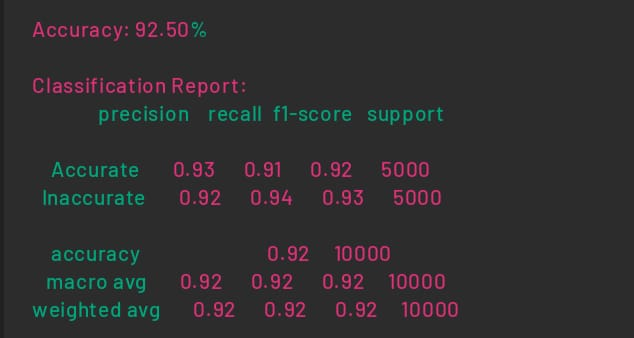 Accuracy: 92.50%
Classification Report:
precision recall f1-score support
Accurate 0.93 0.91 0.92 5000
Inaccurate 0.92 0.94 0.93 5000
accuracy 0.92 10000
macro avg 0.92 0.92 0.92 10000
weighted avg 0.92 0.92 0.92 10000